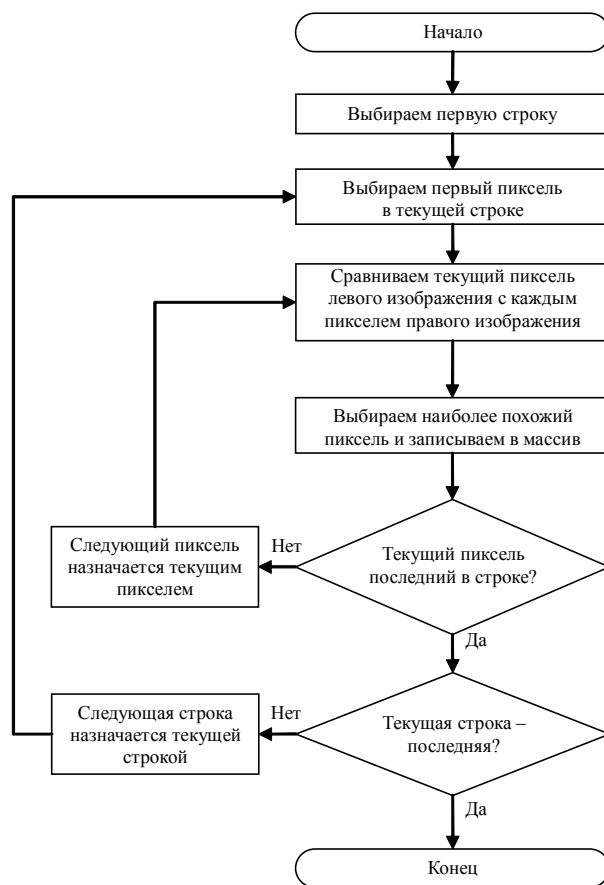 Начало
Выбираем первую строку
Выбираем первый пиксель
в текущей строке
Сравниваем текущий пиксель
левого изображения с каждым
пикселем правого изображения
Выбираем наиболее похожий
пиксель и записываем в массив
Следующий пиксель
назначается текущим
пикселем
Нет
Текущий пиксель
последний в строке?
Да
Следующая строка
назначается текущей
строкой
Нет
Текущая строка –
последняя?
Да
Конец